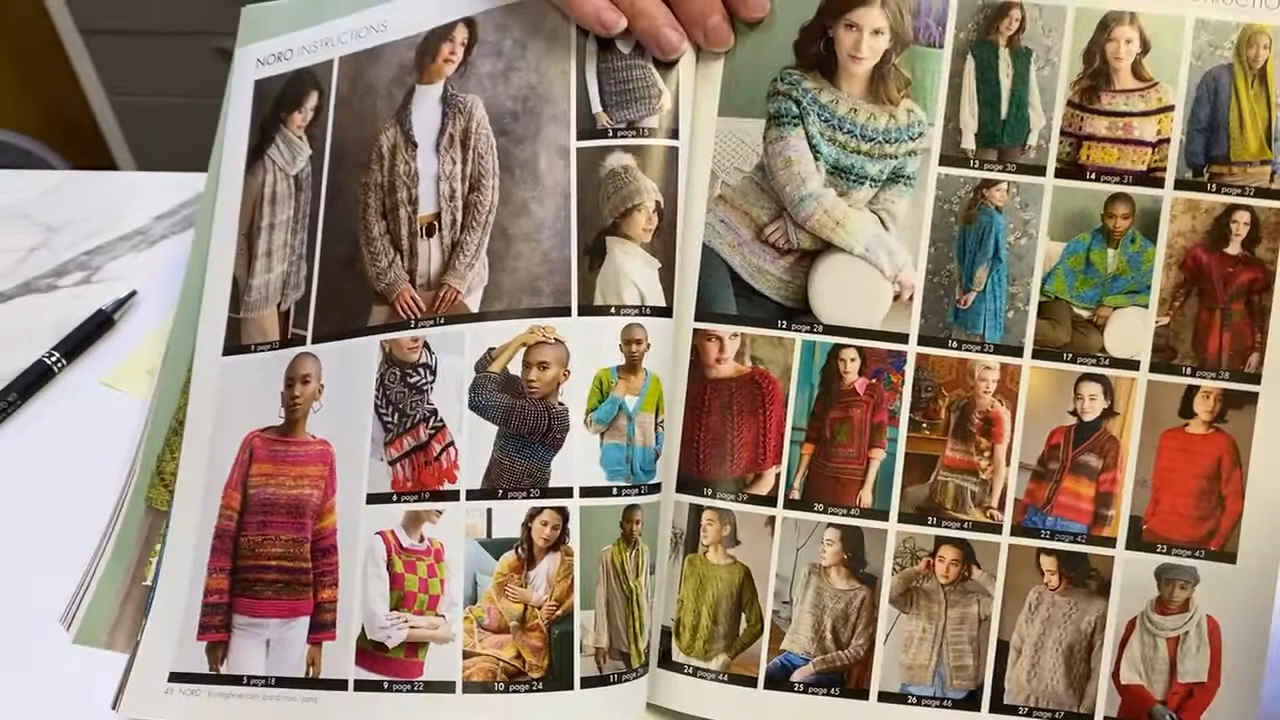 NORO INSTRUCTIONS
2 page 14
3 page 15
4 page 16
5 page 18
6 page 19
7 page 20
8 page 21
9 page 22
10 page 24
48 NORO
12 page 28
13 page 30
14 page 31
15 page 32
16 page 33
17 page 34
18 page 38
19 page 39
20 page 40
21 page 41
22 page 42
23 page 43
24 page 44
25 page 45
26 page 46
27 page 47